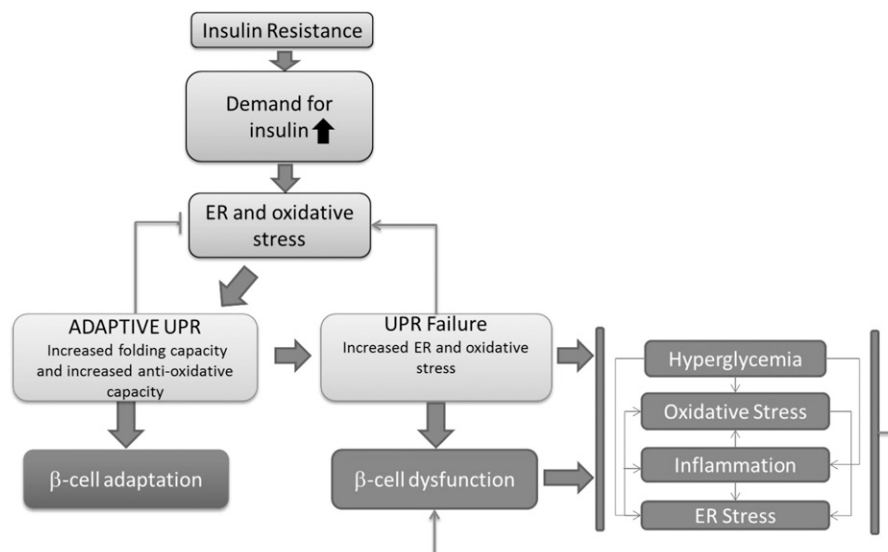 Insulin Resistance
Demand for
insulin
ER and oxidative
stress
ADAPTIVE UPR
Increased folding capacity
and increased anti-oxidative
capacity
UPR Failure
Increased ER and oxidative
stress
Hyperglycemia
Oxidative Stress
Inflammation
ER Stress
β-cell adaptation
β-cell dysfunction